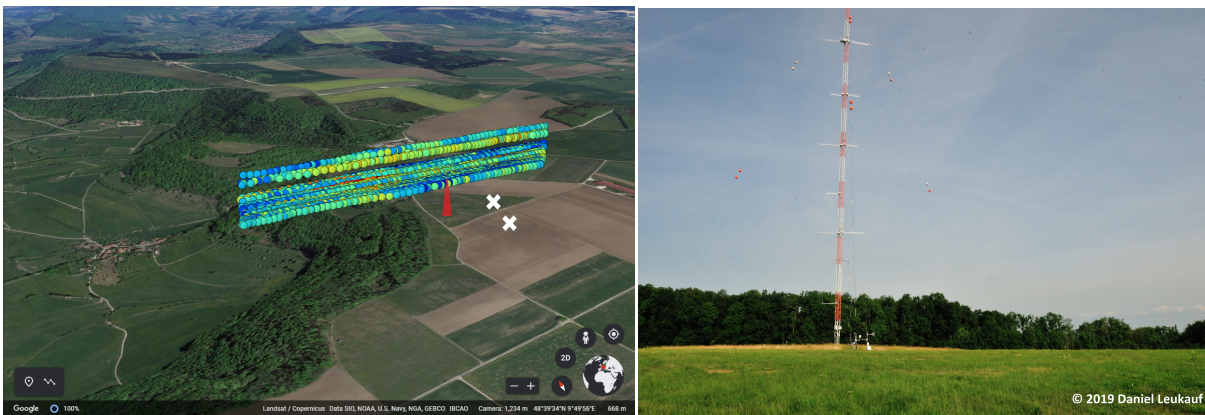 2D
Google
100%
Landsat / Copernicus Data SIO, NOAA, U.S. Navy, NGA, GEBCO IBCAO Camera: 1,234 m 48°39'34"N 9°49'56"E 668 m
© 2019 Daniel Leukauf